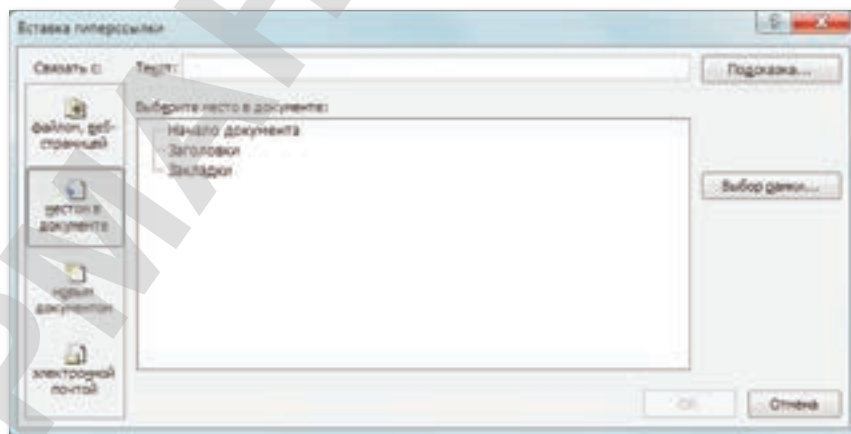 Вставка гиперссылки
Связать с:
Текст:
Подсказка...
Выберите место в документе:
файлом, веб-
страницей
Начало документа
Заголовки
Закладки
местом в
документе
Выбор рамки...
новым
документом
электронной
почтой
ОК
Отмена